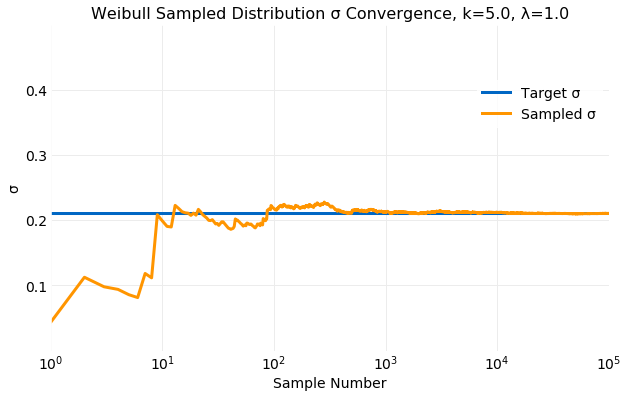 Weibull Sampled Distribution σ Convergence, k=5.0, λ=1.0
σ
0.4
0.3
0.2
0.1
Target σ
Sampled σ
10⁰ 10¹ 10² 10³ 10⁴ 10⁵
Sample Number